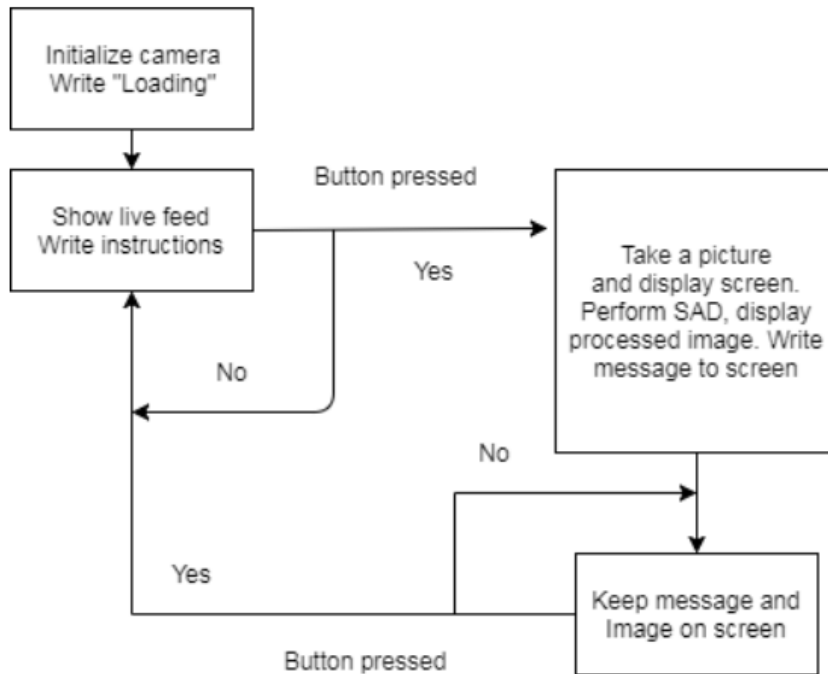 Initialize camera
Write "Loading"
Show live feed
Write instructions
Button pressed
Yes
Take a picture
and display screen.
Perform SAD, display
processed image. Write
message to screen
No
No
Yes
Keep message and
Image on screen
Button pressed